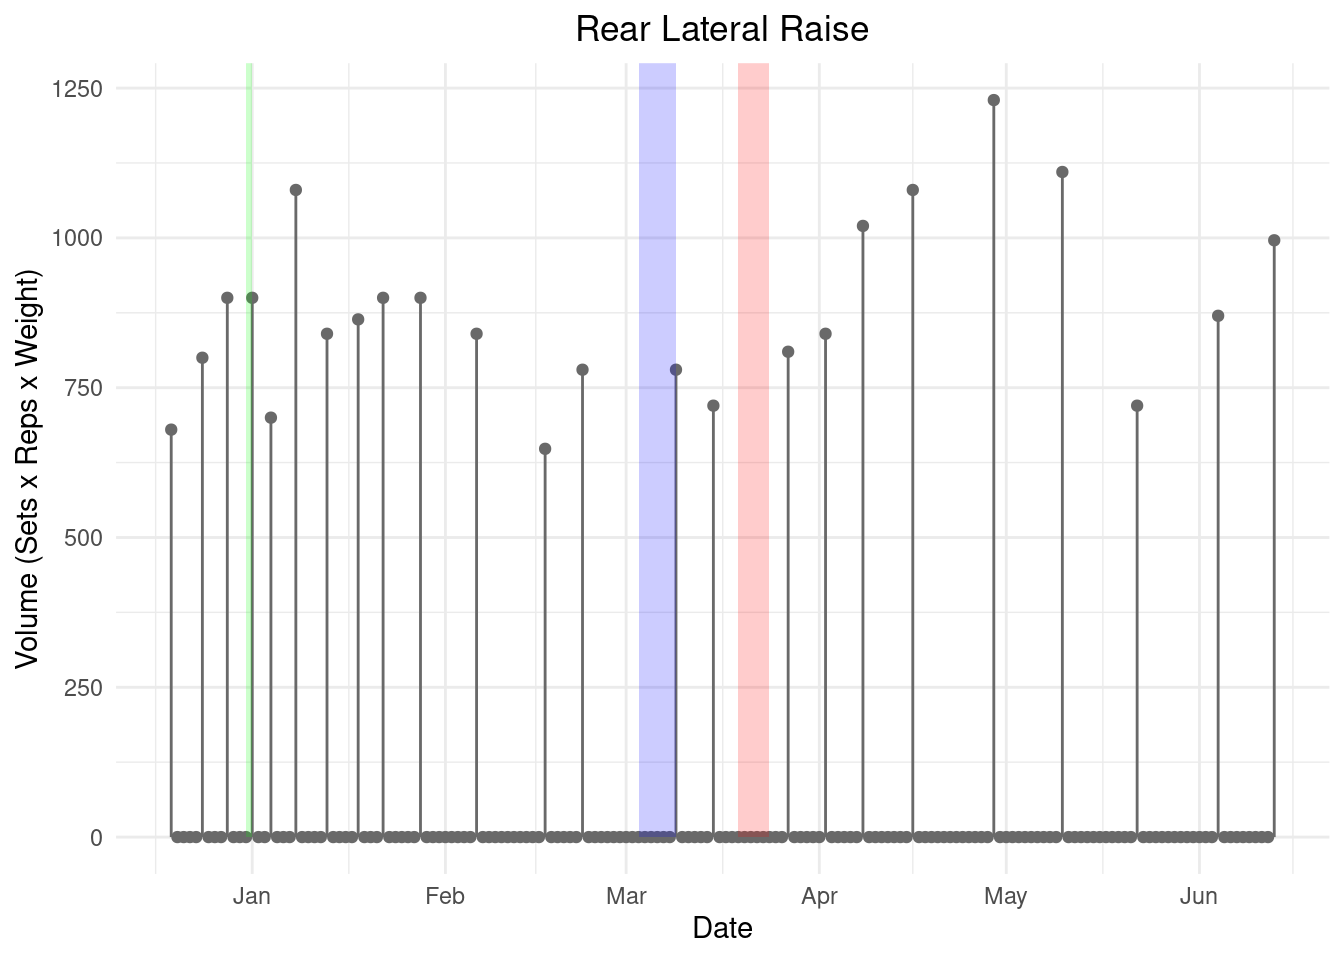 Rear Lateral Raise
Volume (Sets x Reps x Weight)
1250
1000
750
500
250
0
Jan Feb Mar Apr May Jun
Date